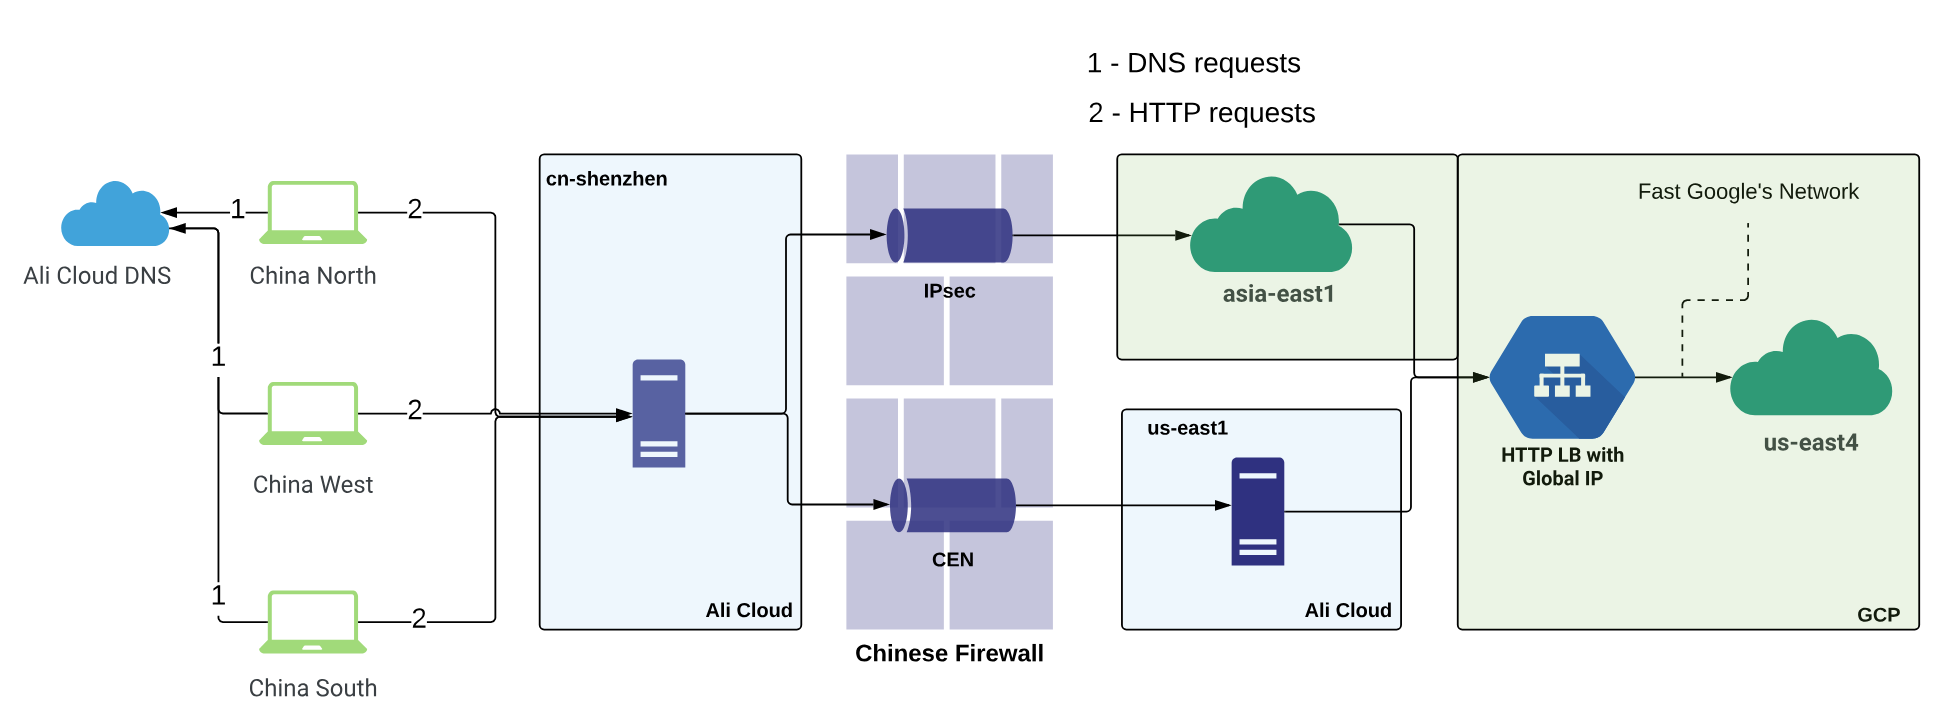 1 - DNS requests
2 - HTTP requests
cn-shenzhen
Fast Google's Network
1
2
Ali Cloud DNS
China North
IPsec
asia-east1
1
2
China West
us-east1
HTTP LB with
Global IP
us-east4
CEN
1
2
Ali Cloud
Ali Cloud
GCP
Chinese Firewall
China South